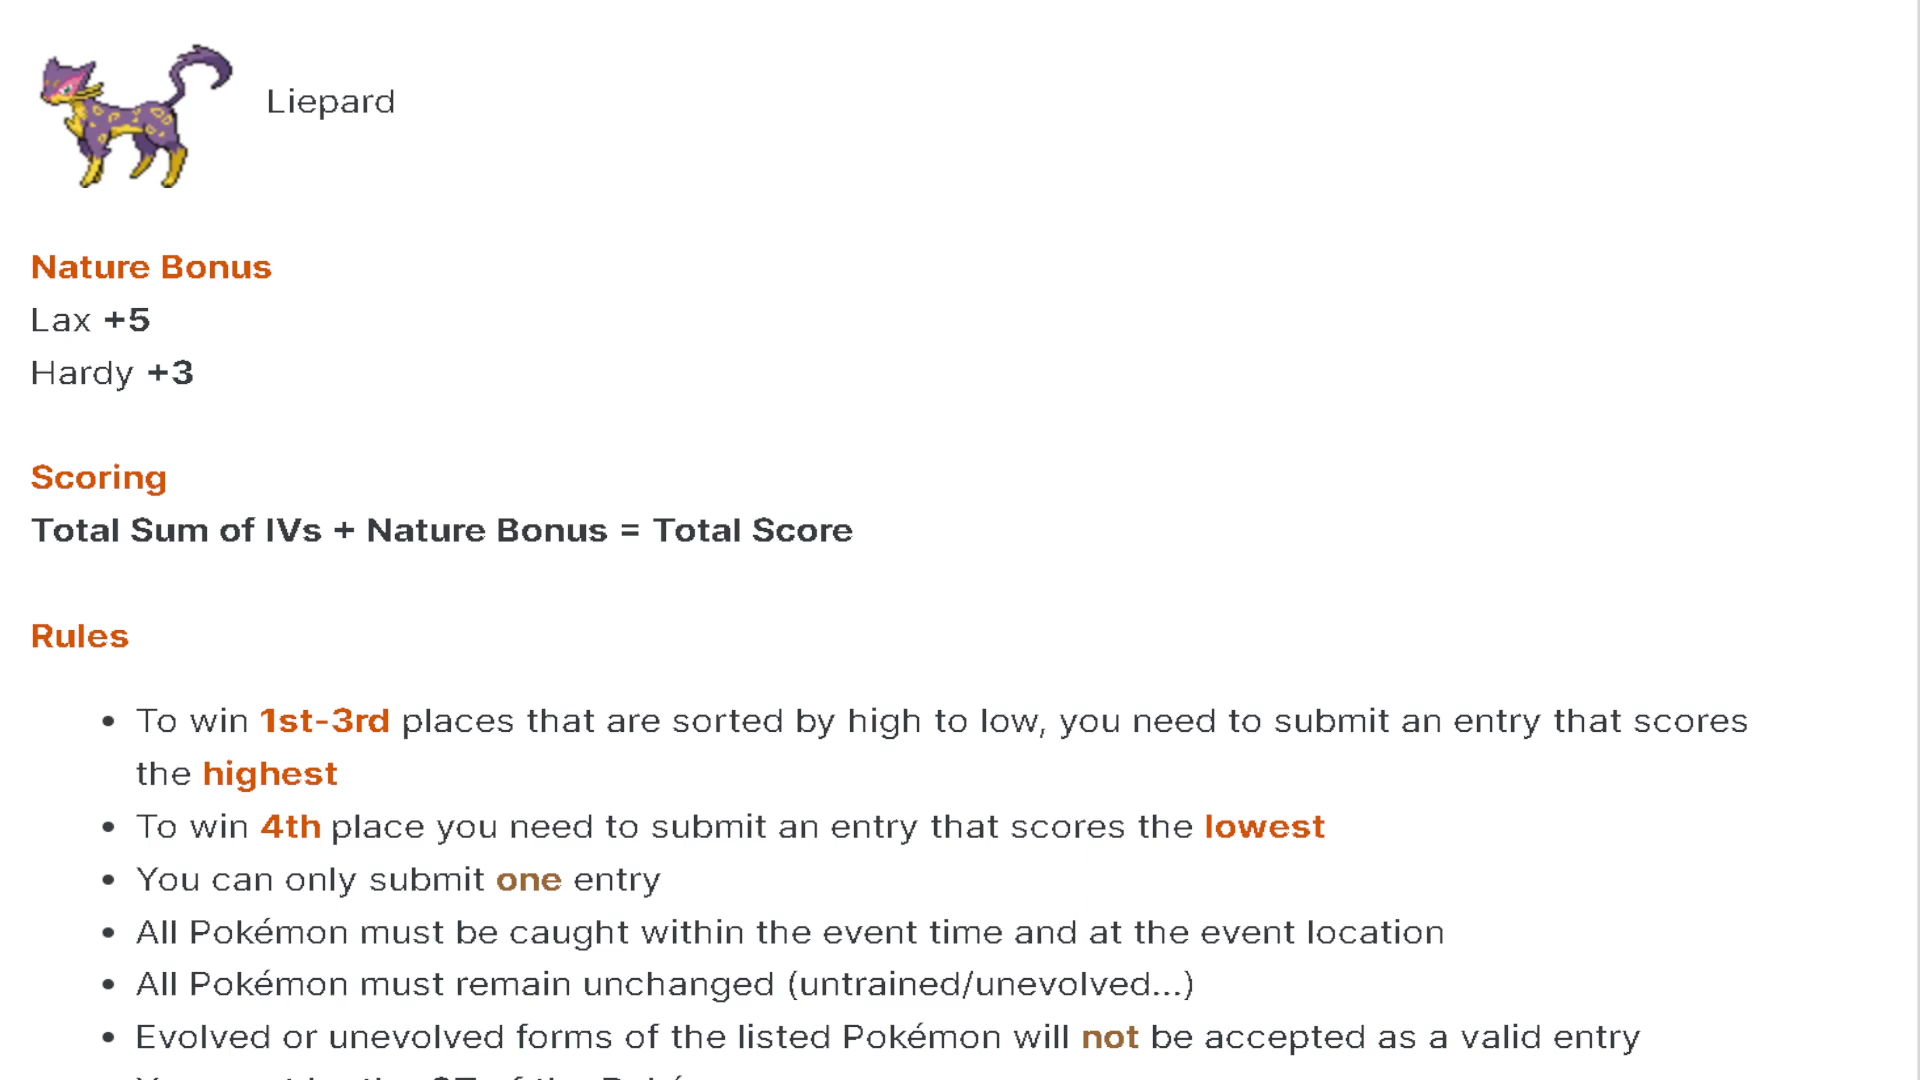 Liepard
Nature Bonus
Lax +5
Hardy +3
Scoring
Total Sum of IVs + Nature Bonus = Total Score
Rules
• To win 1st-3rd places that are sorted by high to low, you need to submit an entry that scores
the highest
• To win 4th place you need to submit an entry that scores the lowest
• You can only submit one entry
• All Pokémon must be caught within the event time and at the event location
• All Pokémon must remain unchanged (untrained/unevolved...)
• Evolved or unevolved forms of the listed Pokémon will not be accepted as a valid entry